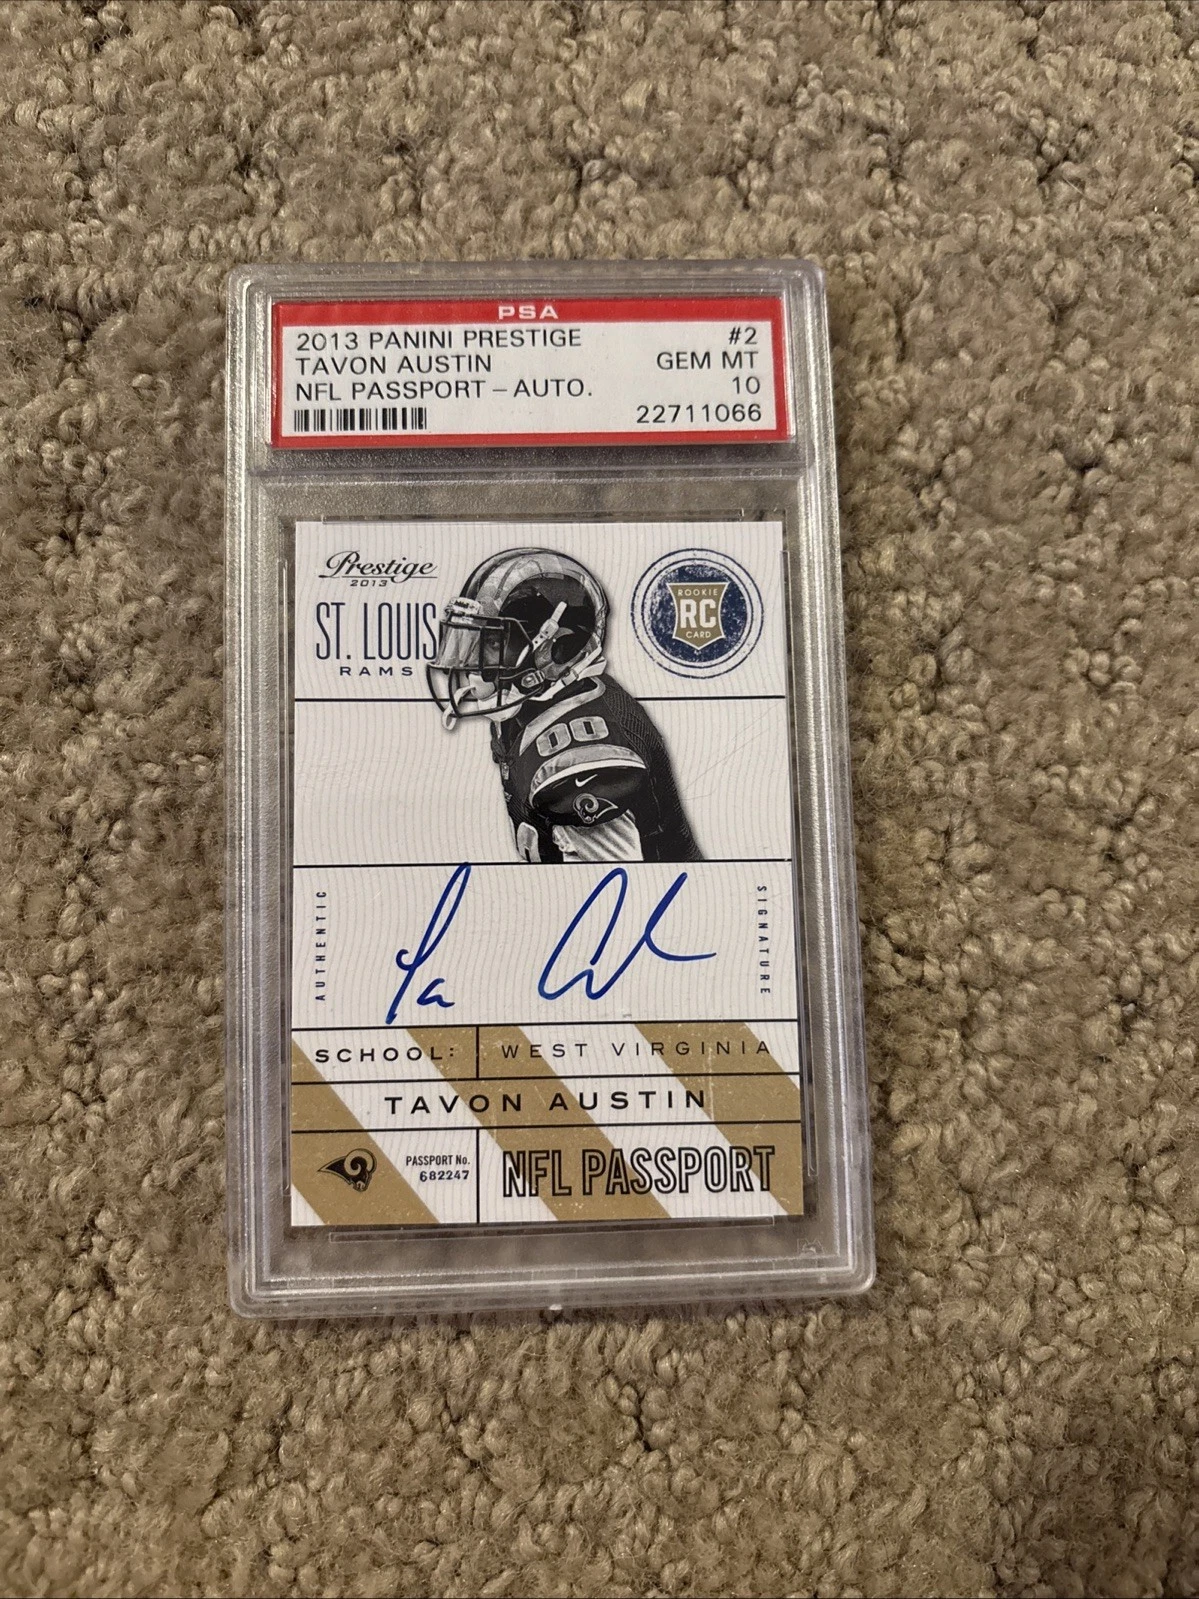 PSA
2013 PANINI PRESTIGE #2
TAVON AUSTIN GEM MT
NFL PASSPORT – AUTO. 10
22711066
Prestige
2013
ST. LOUIS
RAMS
ROOKIE
RC
CARD
00
AUTHENTIC
SIGNATURE
SCHOOL: WEST VIRGINIA
TAVON AUSTIN
PASSPORT No.
682247
NFL PASSPORT